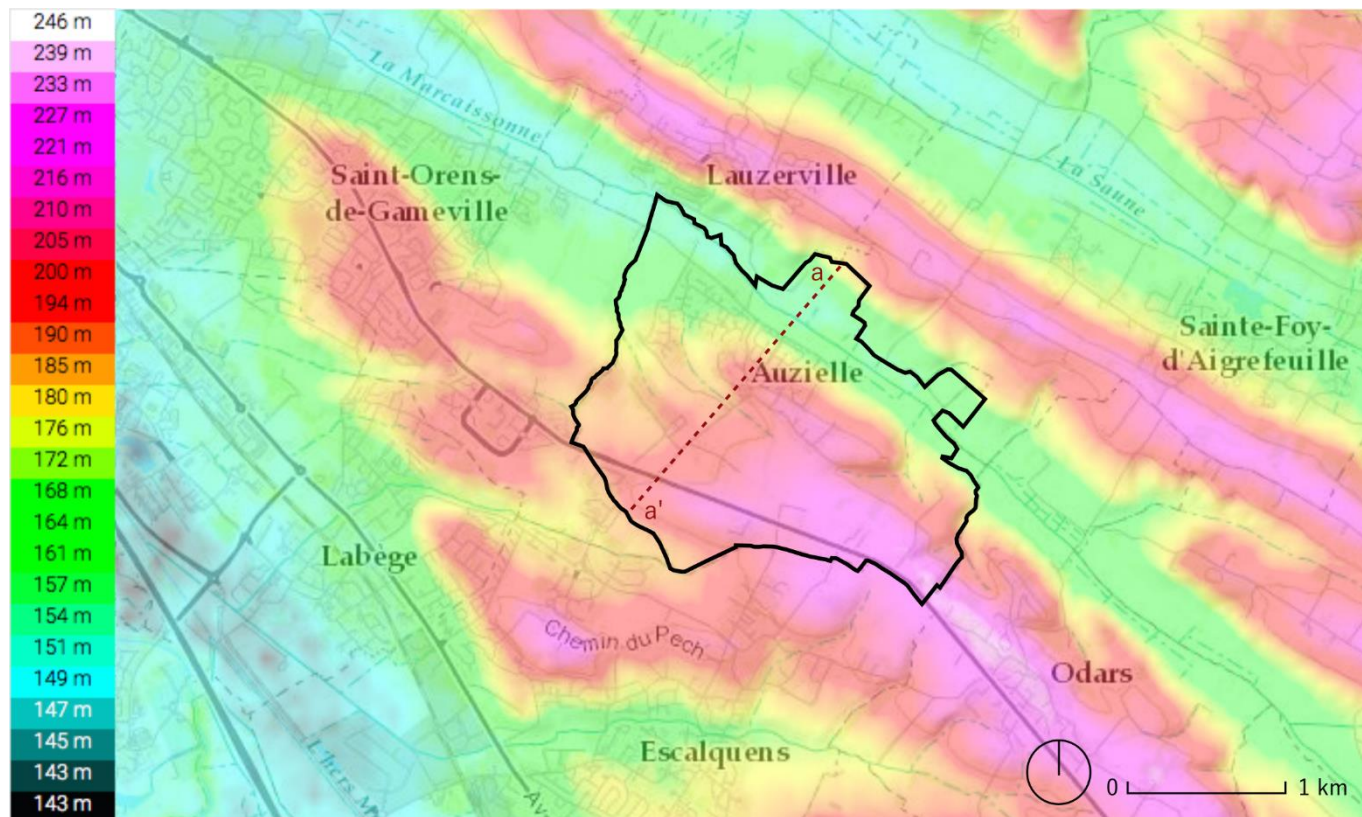 246 m
239 m
233 m
227 m
221 m
216 m
210 m
205 m
200 m
194 m
190 m
185 m
180 m
176 m
172 m
168 m
164 m
161 m
157 m
154 m
151 m
149 m
147 m
145 m
143 m
143 m
La Marcaissonne
Saint-Orens-
de-Gameville
Lauzerville
La Saune
a
Sainte-Foy-
d'Aigrefeuille
Auzielle
a'
Labège
Chemin du Pech
Odars
Escalquens
L'Hers M
Av
0
1 km